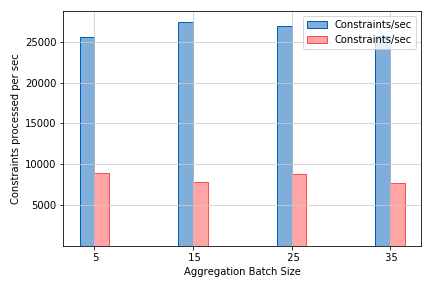 Constraints/sec
Constraints/sec
Constraints processed per sec
25000
20000
15000
10000
5000
5
15
25
35
Aggregation Batch Size